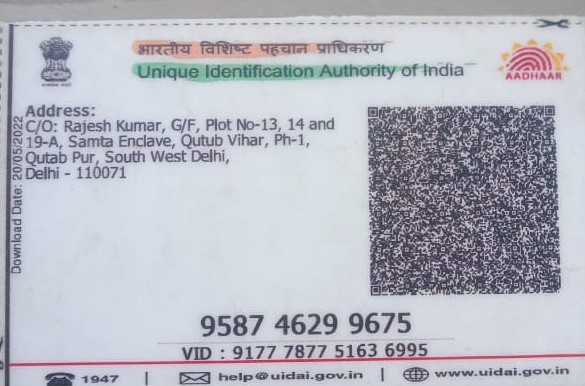 भारतीय विशिष्ट पहचान प्राधिकरण
Unique Identification Authority of India
AADHAAR
Address:
C/O: Rajesh Kumar, G/F, Plot No-13, 14 and
19-A, Samta Enclave, Qutub Vihar, Ph-1,
Qutab Pur, South West Delhi,
Delhi - 110071
Download Date: 20/05/2022
9587 4629 9675
VID : 9177 7877 5163 6995
1947 | help@uidai.gov.in | www.uidai.gov.in